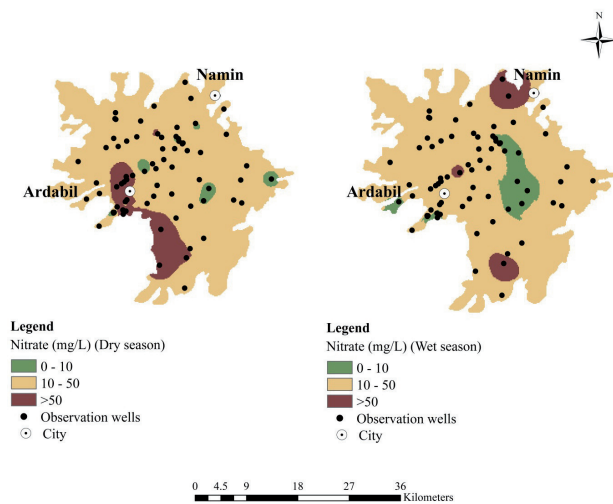 N
Namin
Ardabil
Legend
Nitrate (mg/L) (Dry season)
0 - 10
10 - 50
>50
Observation wells
City
Namin
Ardabil
Legend
Nitrate (mg/L) (Wet season)
0 - 10
10 - 50
>50
Observation wells
City
0 4.5 9 18 27 36
Kilometers